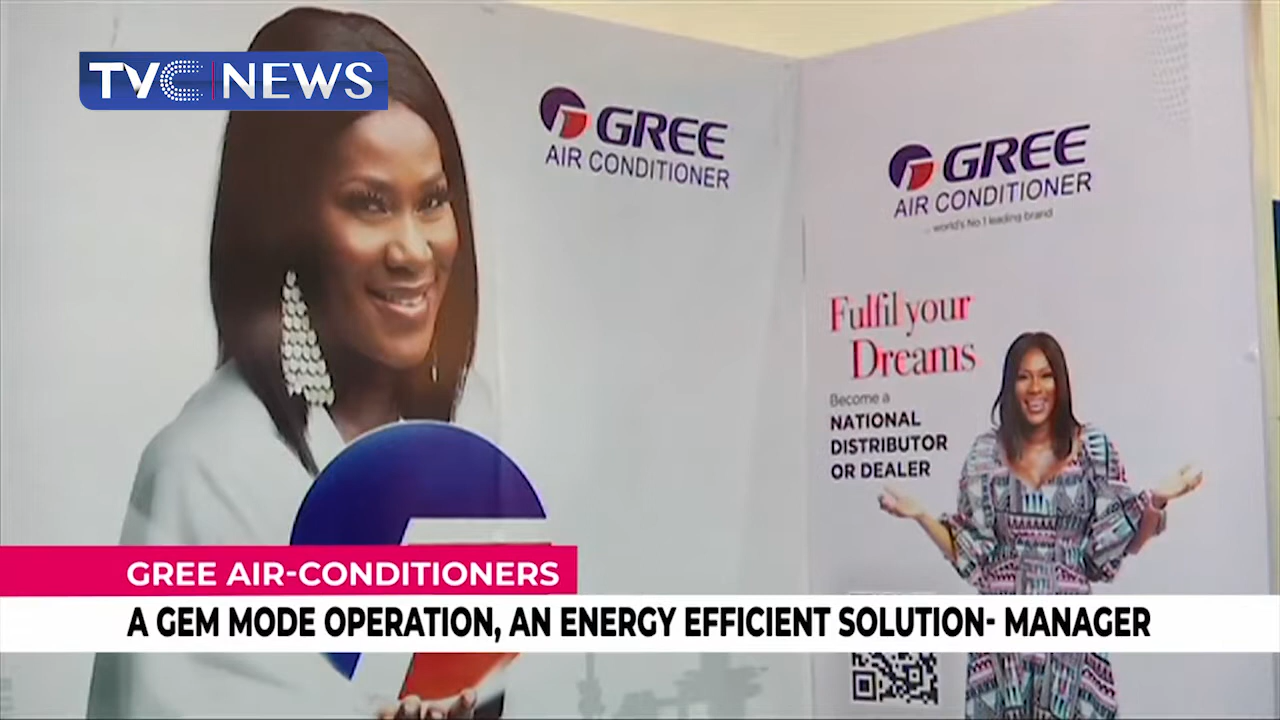 TVC NEWS
GREE
AIR CONDITIONER
GREE
AIR CONDITIONER
... world's No 1 leading brand
Fulfil your
Dreams
Become a
NATIONAL
DISTRIBUTOR
OR DEALER
GREE AIR-CONDITIONERS
A GEM MODE OPERATION, AN ENERGY EFFICIENT SOLUTION- MANAGER